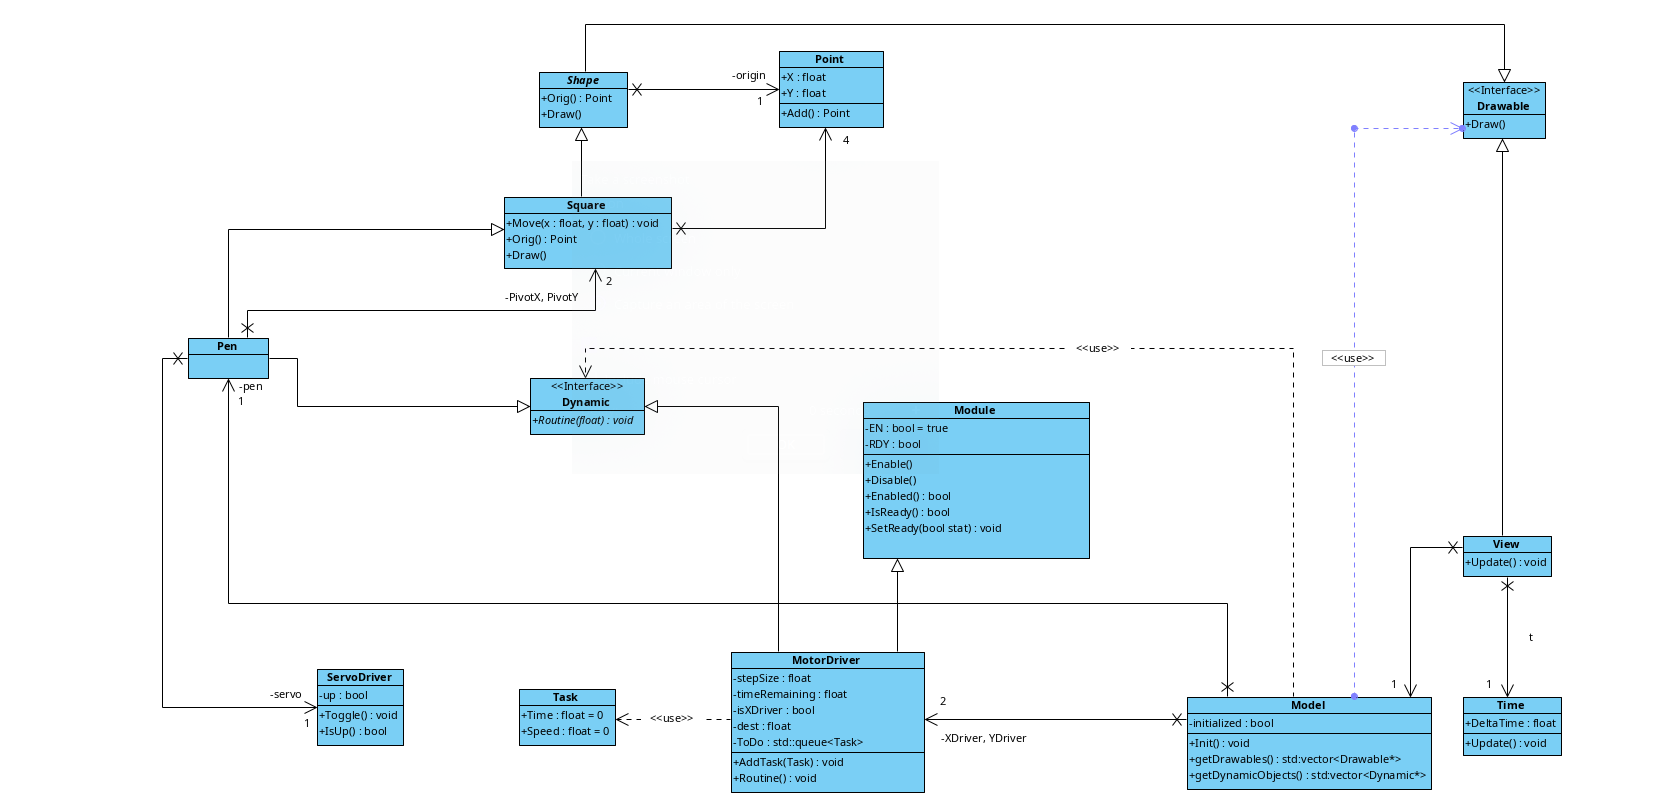 Point
+X : float
+Y : float
+Add() : Point
-origin
1
4
Shape
+Orig() : Point
+Draw()
<<Interface>>
Drawable
+Draw()
Square
+Move(x : float, y : float) : void
+Orig() : Point
+Draw()
2
-PivotX, PivotY
Pen
-pen
1
<<use>>
<<use>>
<<Interface>>
Dynamic
+Routine(float) : void
Module
-EN : bool = true
-RDY : bool
+Enable()
+Disable()
+Enabled() : bool
+IsReady() : bool
+SetReady(bool stat) : void
View
+Update() : void
t
1
1
ServoDriver
-up : bool
+Toggle() : void
+IsUp() : bool
-servo
1
Task
+Time : float = 0
+Speed : float = 0
<<use>>
MotorDriver
-stepSize : float
-timeRemaining : float
-isXDriver : bool
-dest : float
-ToDo : std::queue<Task>
+AddTask(Task) : void
+Routine() : void
2
-XDriver, YDriver
Model
-initialized : bool
+Init() : void
+getDrawables() : std:vector<Drawable*>
+getDynamicObjects() : std:vector<Dynamic*>
Time
+DeltaTime : float
+Update() : void